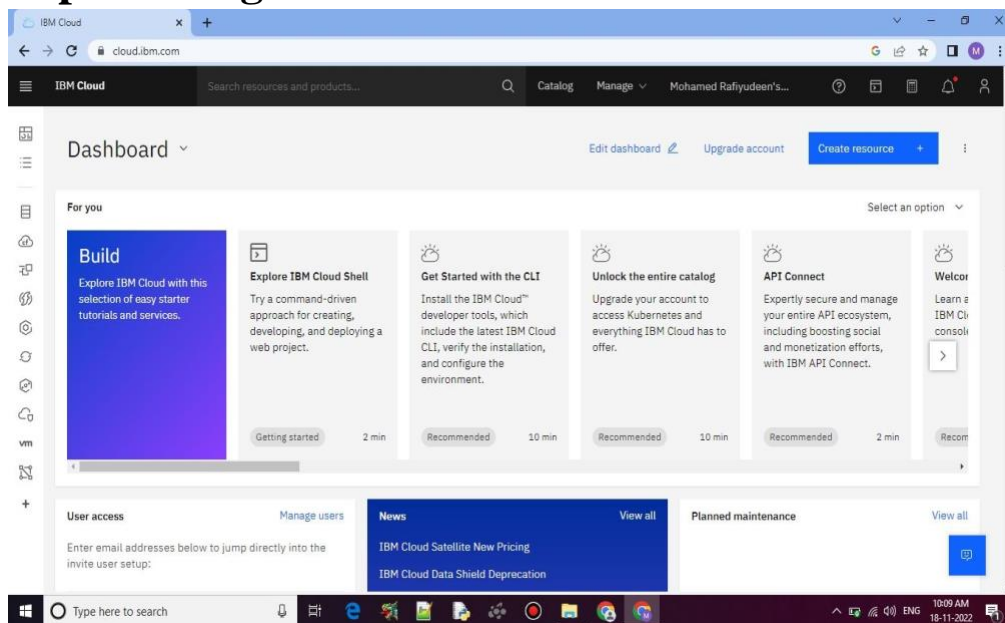 IBM Cloud
cloud.ibm.com
G
M
IBM Cloud
Search resources and products...
Catalog
Manage
Mohamed Rafiyudeen's...
Dashboard
Edit dashboard
Upgrade account
Create resource +
For you
Select an option
Build
Explore IBM Cloud with this
selection of easy starter
tutorials and services.
Explore IBM Cloud Shell
Try a command-driven
approach for creating,
developing, and deploying a
web project.
Getting started
2 min
Get Started with the CLI
Install the IBM Cloud™
developer tools, which
include the latest IBM Cloud
CLI, verify the installation,
and configure the
environment.
Recommended
10 min
Unlock the entire catalog
Upgrade your account to
access Kubernetes and
everything IBM Cloud has to
offer.
Recommended
10 min
API Connect
Expertly secure and manage
your entire API ecosystem,
including boosting social
and monetization efforts,
with IBM API Connect.
Recommended
2 min
Welcor
Learn a
IBM Cl
console
Recom
vm
User access
Manage users
Enter email addresses below to jump directly into the
invite user setup:
News
View all
IBM Cloud Satellite New Pricing
IBM Cloud Data Shield Deprecation
Planned maintenance
View all
Type here to search
ENG
10:09 AM
18-11-2022